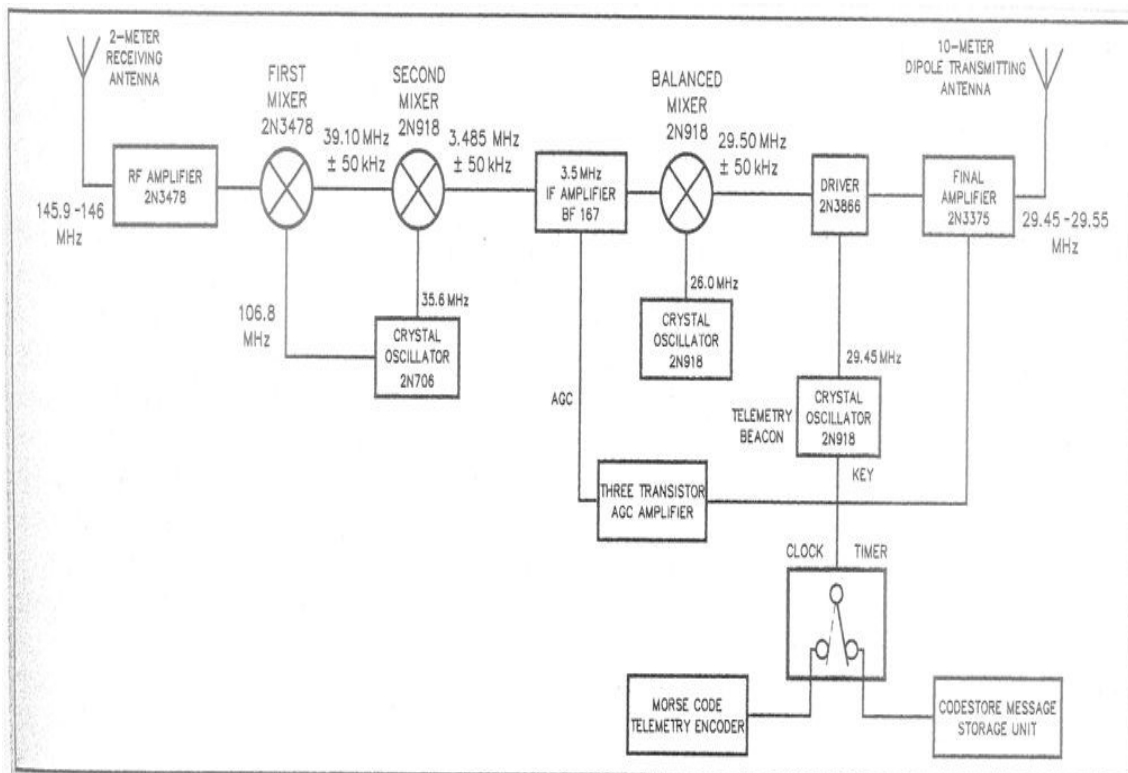 2-METER
RECEIVING
ANTENNA
10-METER
DIPOLE TRANSMITTING
ANTENNA
FIRST
MIXER
2N3478
SECOND
MIXER
2N918
BALANCED
MIXER
2N918
39.10 MHz
± 50 kHz
3.485 MHz
± 50 kHz
29.50 MHz
± 50 kHz
RF AMPLIFIER
2N3478
3.5 MHz
IF AMPLIFIER
BF 167
DRIVER
2N3866
FINAL
AMPLIFIER
2N3375
145.9-146
MHz
29.45-29.55
MHz
106.8
MHz
35.6 MHz
26.0 MHz
CRYSTAL
OSCILLATOR
2N706
CRYSTAL
OSCILLATOR
2N918
29.45 MHz
AGC
TELEMETRY
BEACON
CRYSTAL
OSCILLATOR
2N918
KEY
THREE TRANSISTOR
AGC AMPLIFIER
CLOCK TIMER
MORSE CODE
TELEMETRY ENCODER
CODESTORE MESSAGE
STORAGE UNIT